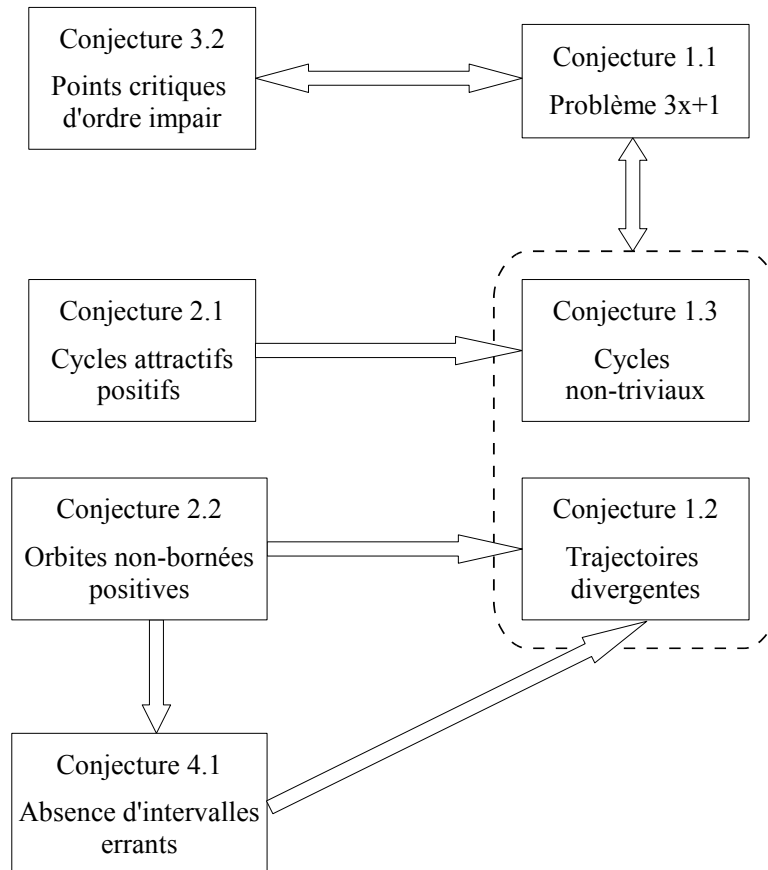 Conjecture 3.2
Points critiques
d'ordre impair
Conjecture 1.1
Problème 3x+1
Conjecture 2.1
Cycles attractifs
positifs
Conjecture 1.3
Cycles
non-triviaux
Conjecture 2.2
Orbites non-bornées
positives
Conjecture 1.2
Trajectoires
divergentes
Conjecture 4.1
Absence d'intervalles
errants